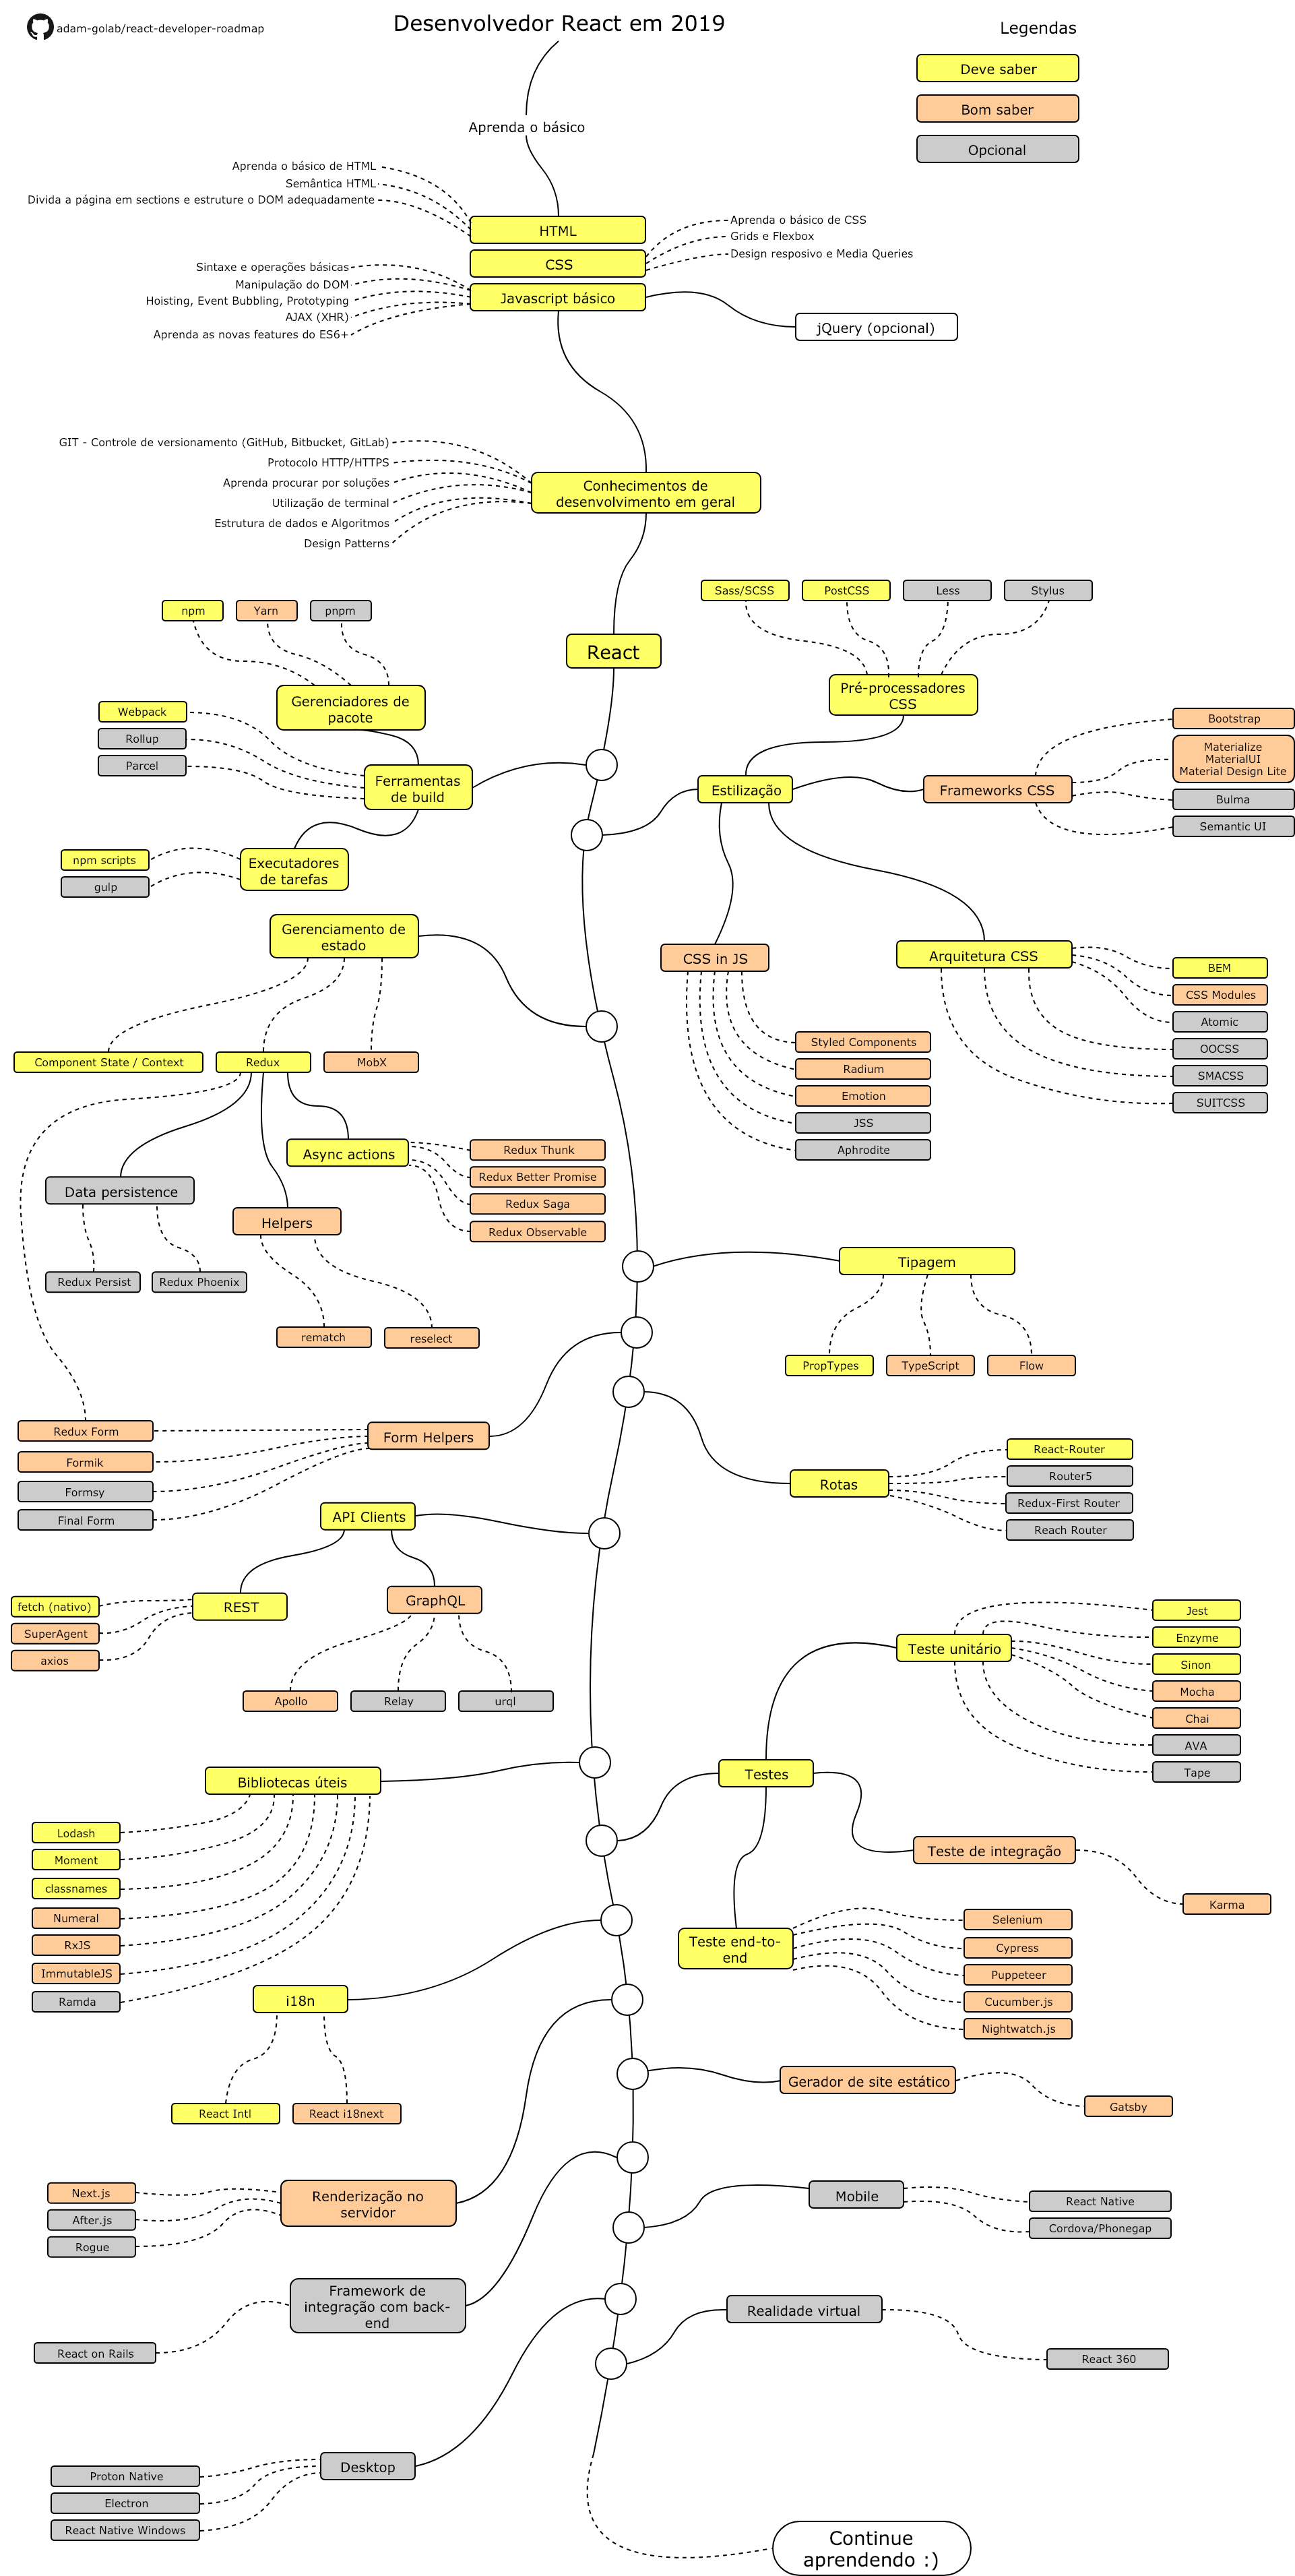 adam-golab/react-developer-roadmap
Desenvolvedor React em 2019
Legendas
Deve saber
Bom saber
Opcional
Aprenda o básico
Aprenda o básico de HTML
Semântica HTML
Divida a página em sections e estruture o DOM adequadamente
HTML
CSS
Aprenda o básico de CSS
Grids e Flexbox
Design resposivo e Media Queries
Sintaxe e operações básicas
Manipulação do DOM
Hoisting, Event Bubbling, Prototyping
AJAX (XHR)
Aprenda as novas features do ES6+
Javascript básico
jQuery (opcional)
GIT - Controle de versionamento (GitHub, Bitbucket, GitLab)
Protocolo HTTP/HTTPS
Aprenda procurar por soluções
Utilização de terminal
Estrutura de dados e Algoritmos
Design Patterns
Conhecimentos de
desenvolvimento em geral
React
npm
Yarn
pnpm
Gerenciadores de
pacote
Webpack
Rollup
Parcel
Ferramentas
de build
npm scripts
gulp
Executadores
de tarefas
Sass/SCSS
PostCSS
Less
Stylus
Pré-processadores
CSS
Estilização
Frameworks CSS
Bootstrap
Materialize
MaterialUI
Material Design Lite
Bulma
Semantic UI
CSS in JS
Styled Components
Radium
Emotion
JSS
Aphrodite
Arquitetura CSS
BEM
CSS Modules
Atomic
OOCSS
SMACSS
SUITCSS
Gerenciamento de
estado
Component State / Context
Redux
MobX
Async actions
Redux Thunk
Redux Better Promise
Redux Saga
Redux Observable
Data persistence
Redux Persist
Redux Phoenix
Helpers
rematch
reselect
Tipagem
PropTypes
TypeScript
Flow
Form Helpers
Redux Form
Formik
Formsy
Final Form
Rotas
React-Router
Router5
Redux-First Router
Reach Router
API Clients
REST
fetch (nativo)
SuperAgent
axios
GraphQL
Apollo
Relay
urql
Testes
Teste unitário
Jest
Enzyme
Sinon
Mocha
Chai
AVA
Tape
Teste de integração
Karma
Teste end-to-
end
Selenium
Cypress
Puppeteer
Cucumber.js
Nightwatch.js
Bibliotecas úteis
Lodash
Moment
classnames
Numeral
RxJS
ImmutableJS
Ramda
i18n
React Intl
React i18next
Gerador de site estático
Gatsby
Renderização no
servidor
Next.js
After.js
Rogue
Mobile
React Native
Cordova/Phonegap
Framework de
integração com back-
end
React on Rails
Realidade virtual
React 360
Desktop
Proton Native
Electron
React Native Windows
Continue
aprendendo :)